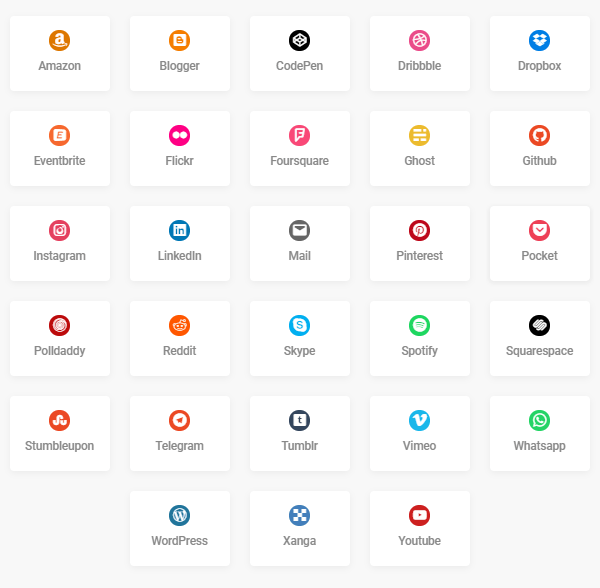 Amazon
Blogger
CodePen
Dribbble
Dropbox
Eventbrite
Flickr
Foursquare
Ghost
Github
Instagram
LinkedIn
Mail
Pinterest
Pocket
Polldaddy
Reddit
Skype
Spotify
Squarespace
Stumbleupon
Telegram
Tumblr
Vimeo
Whatsapp
WordPress
Xanga
Youtube